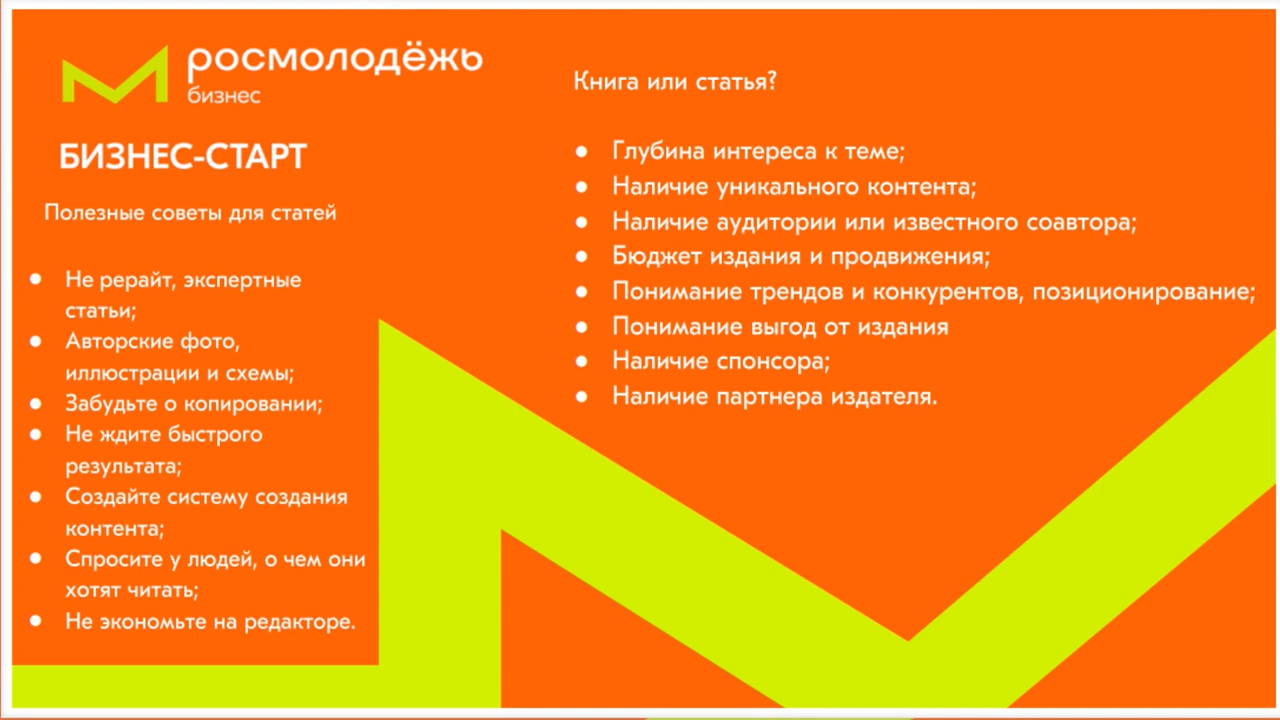 росмолодёжь
бизнес
БИЗНЕС-СТАРТ
Полезные советы для статей
● Не рерайт, экспертные
статьи;
● Авторские фото,
иллюстрации и схемы;
● Забудьте о копировании;
● Не ждите быстрого
результата;
● Создайте систему создания
контента;
● Спросите у людей, о чем они
хотят читать;
● Не экономьте на редакторе.
Книга или статья?
● Глубина интереса к теме;
● Наличие уникального контента;
● Наличие аудитории или известного соавтора;
● Бюджет издания и продвижения;
● Понимание трендов и конкурентов, позиционирование;
● Понимание выгод от издания
● Наличие спонсора;
● Наличие партнера издателя.